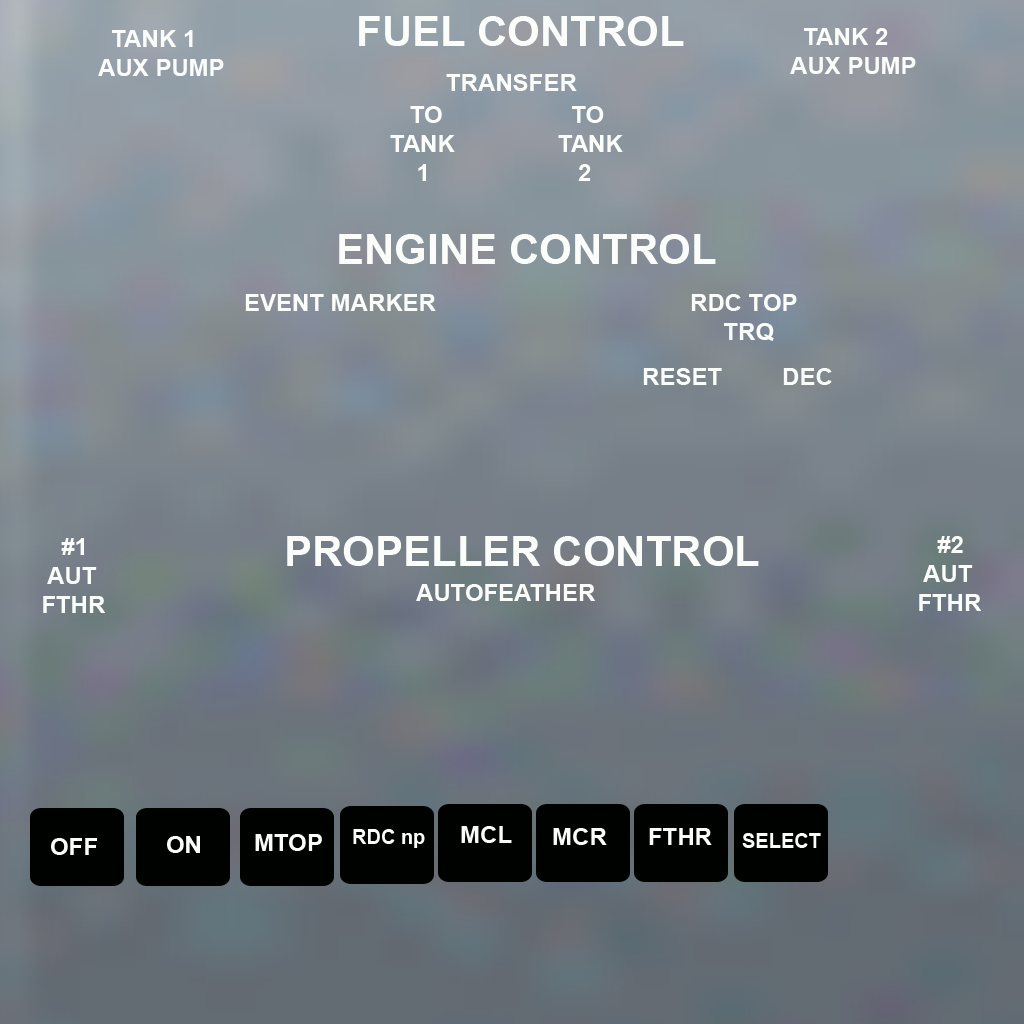 FUEL CONTROL
TANK 1
AUX PUMP
TANK 2
AUX PUMP
TRANSFER
TO
TANK
1
TO
TANK
2
ENGINE CONTROL
EVENT MARKER
RDC TOP
TRQ
RESET
DEC
PROPELLER CONTROL
AUTOFEATHER
#1
AUT
FTHR
#2
AUT
FTHR
OFF
ON
MTOP
RDC np
MCL
MCR
FTHR
SELECT